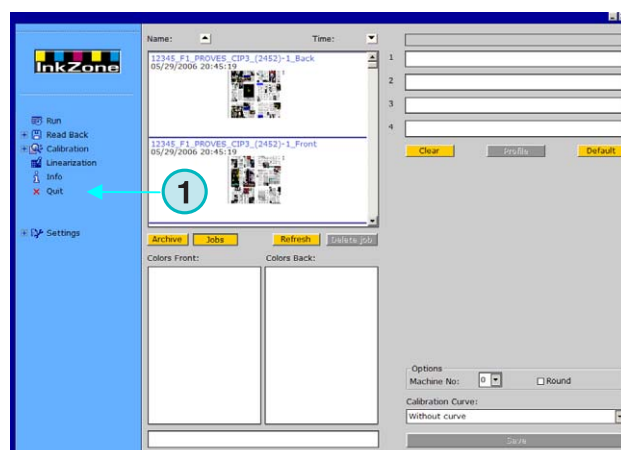 InkZone
Run
Read Back
Calibration
Linearization
Info
Quit
Settings
1
Name:
Time:
12345_F1_PROVES_CIP3_(2452)-1_Back
05/29/2006 20:45:19
12345_F1_PROVES_CIP3_(2452)-1_Front
05/29/2006 20:45:19
Archive
Jobs
Refresh
Delete job
Colors Front:
Colors Back:
1
2
3
4
Clear
Profils
Default
Options
Machine No:
0
Round
Calibration Curve:
Without curve
Save